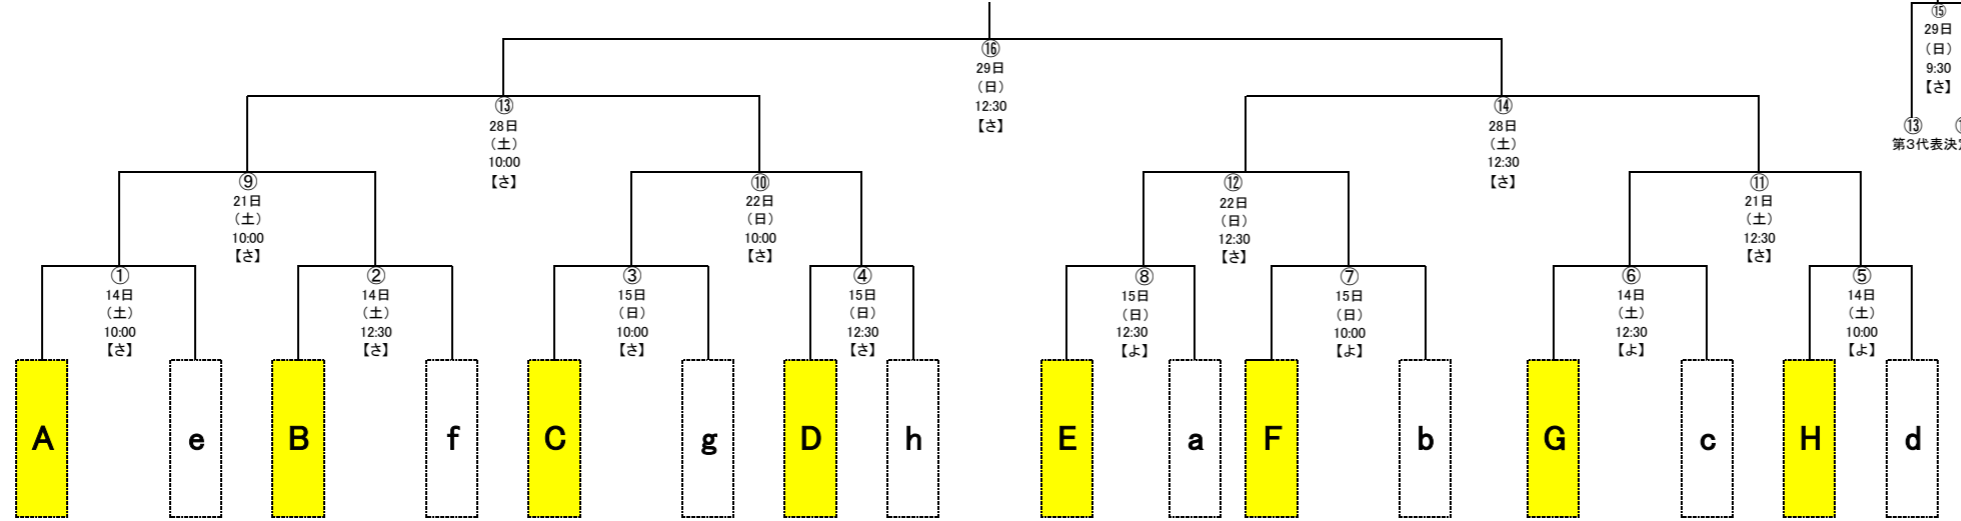 ⑯
29日
（日）
12:30
【さ】
⑮
29日
（日）
9:30
【さ】
⑬
第3代表決
⑬
28日
（土）
10:00
【さ】
⑭
28日
（土）
12:30
【さ】
⑨
21日
（土）
10:00
【さ】
⑩
22日
（日）
10:00
【さ】
⑫
22日
（日）
12:30
【さ】
⑪
21日
（土）
12:30
【さ】
①
14日
（土）
10:00
【さ】
②
14日
（土）
12:30
【さ】
③
15日
（日）
10:00
【さ】
④
15日
（日）
12:30
【さ】
⑧
15日
（日）
12:30
【よ】
⑦
15日
（日）
10:00
【よ】
⑥
14日
（土）
12:30
【よ】
⑤
14日
（土）
10:00
【よ】
A
e
B
f
C
g
D
h
E
a
F
b
G
c
H
d